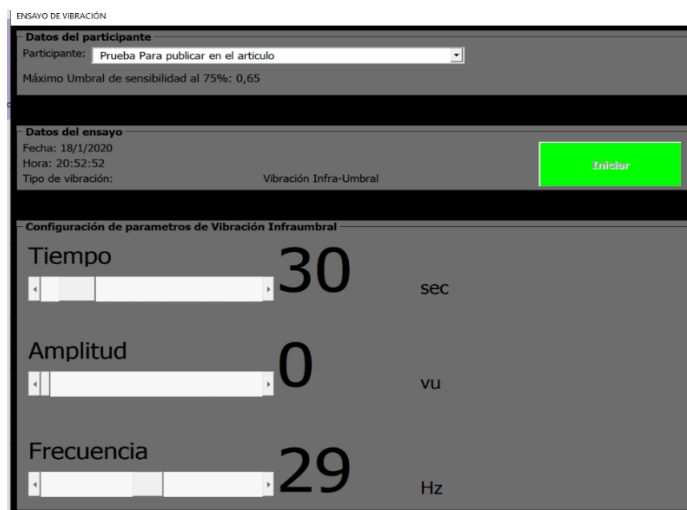 ENSAYO DE VIBRACIÓN
Datos del participante
Participante: Prueba Para publicar en el articulo
Máximo Umbral de sensibilidad al 75%: 0,65
Datos del ensayo
Fecha: 18/1/2020
Hora: 20:52:52
Tipo de vibración: Vibración Infra-Umbral
Iniciar
Configuración de parametros de Vibración Infraumbral
Tiempo
30 sec
Amplitud
0 vu
Frecuencia
29 Hz